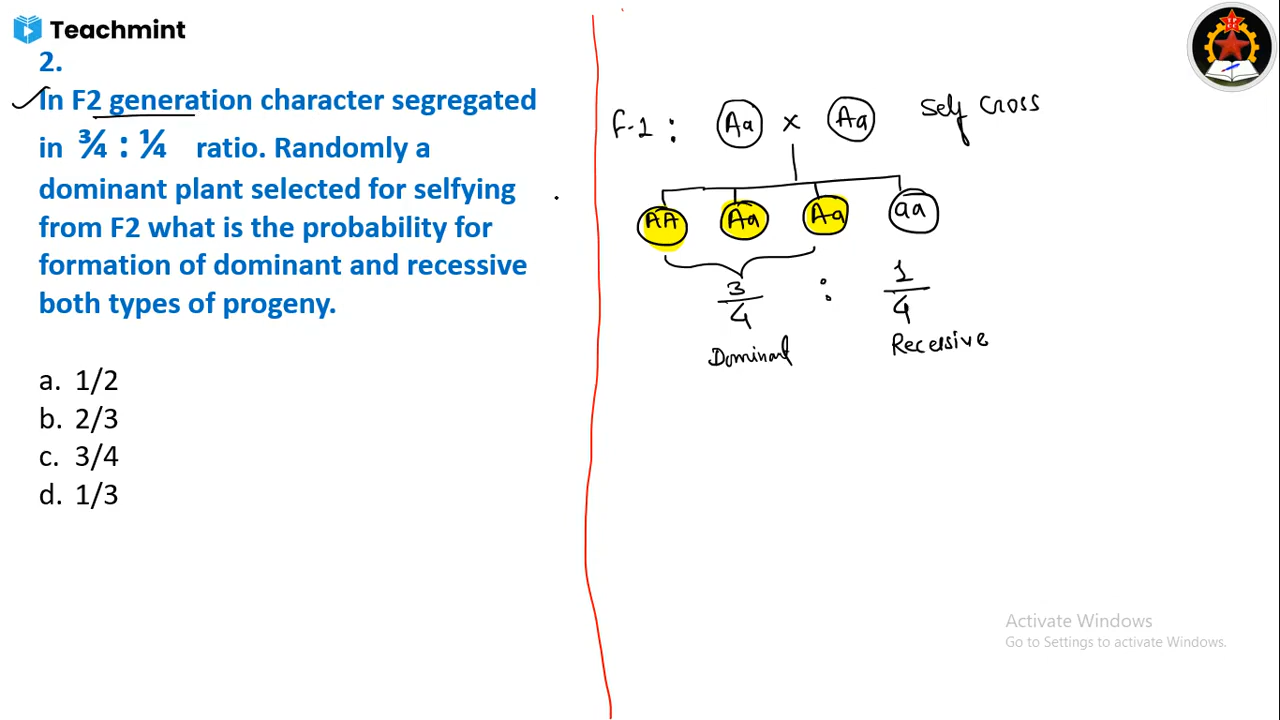 Teachmint
2.
In F2 generation character segregated
in ¾ : ¼ ratio. Randomly a
dominant plant selected for selfying
from F2 what is the probability for
formation of dominant and recessive
both types of progeny.
a. 1/2
b. 2/3
c. 3/4
d. 1/3
F-1 : Aa × Aa Self Cross
AA Aa Aa aa
3/4 : 1/4
Dominant Recessive
Activate Windows
Go to Settings to activate Windows.